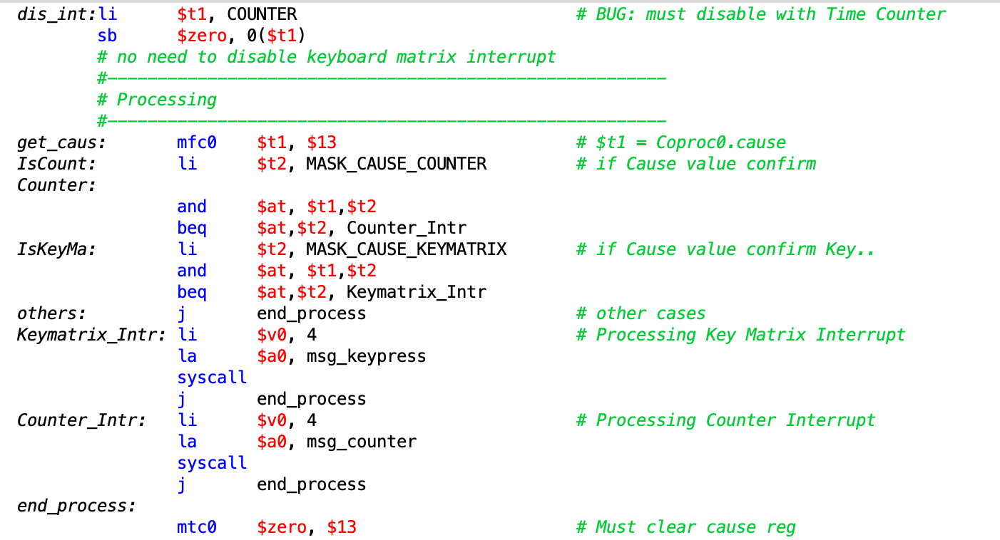 dis_int:li $t1, COUNTER # BUG: must disable with Time Counter
sb $zero, 0($t1)
# no need to disable keyboard matrix interrupt
#--------------------------------------------------------
# Processing
#--------------------------------------------------------
get_caus: mfc0 $t1, $13 # $t1 = Coproc0.cause
IsCount: li $t2, MASK_CAUSE_COUNTER # if Cause value confirm
Counter:
and $at, $t1,$t2
beq $at,$t2, Counter_Intr
IsKeyMa: li $t2, MASK_CAUSE_KEYMATRIX # if Cause value confirm Key..
and $at, $t1,$t2
beq $at,$t2, Keymatrix_Intr
others: j end_process # other cases
Keymatrix_Intr: li $v0, 4 # Processing Key Matrix Interrupt
la $a0, msg_keypress
syscall
j end_process
Counter_Intr: li $v0, 4 # Processing Counter Interrupt
la $a0, msg_counter
syscall
j end_process
end_process:
mtc0 $zero, $13 # Must clear cause reg